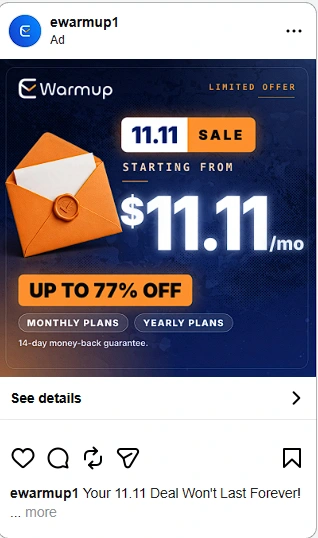 ewarmup1
Ad
Warmup
LIMITED OFFER
11.11 SALE
STARTING FROM
$11.11/mo
UP TO 77% OFF
MONTHLY PLANS YEARLY PLANS
14-day money-back guarantee.
See details
ewarmup1 Your 11.11 Deal Won't Last Forever!
... more